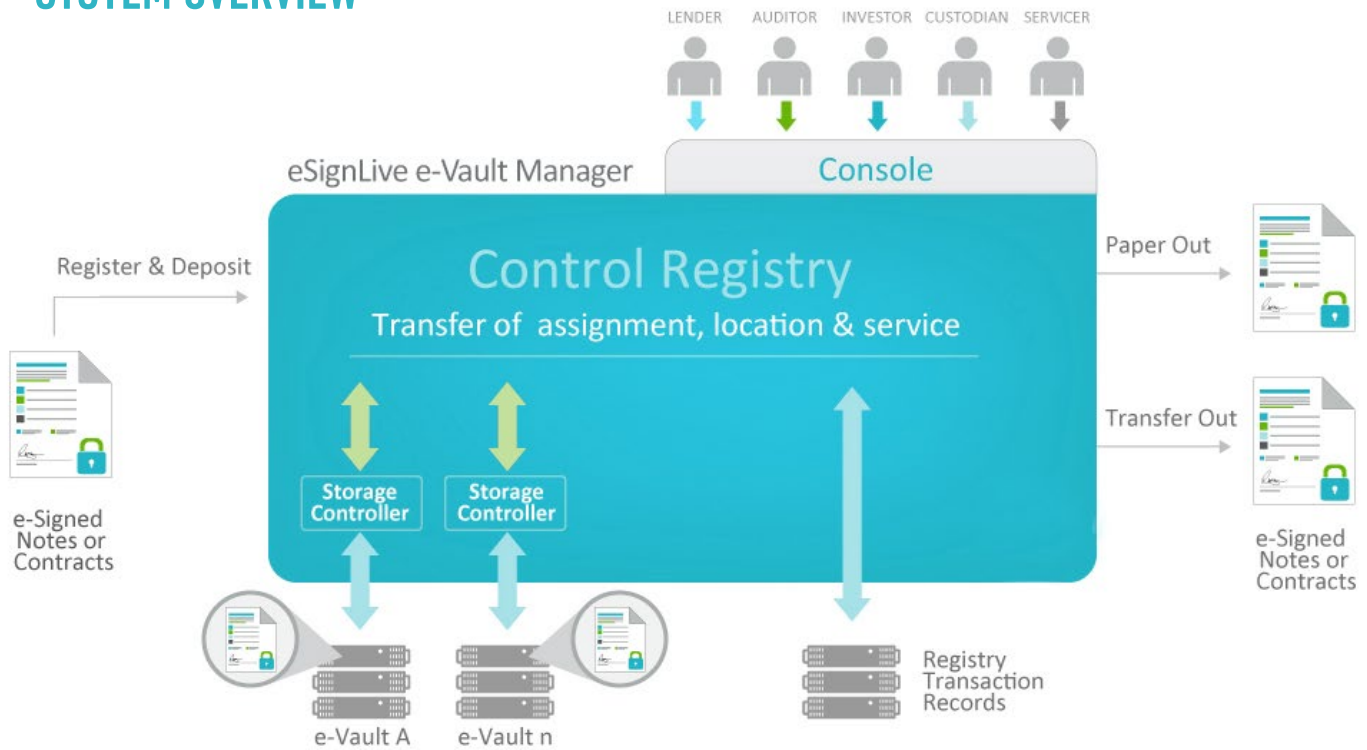 SYSTEM OVERVIEW
LENDER
AUDITOR
INVESTOR
CUSTODIAN
SERVICER
eSignLive e-Vault Manager
Console
Register & Deposit
Control Registry
Transfer of assignment, location & service
Paper Out
Transfer Out
Storage
Controller
Storage
Controller
e-Signed
Notes or
Contracts
e-Signed
Notes or
Contracts
Registry
Transaction
Records
e-Vault A
e-Vault n